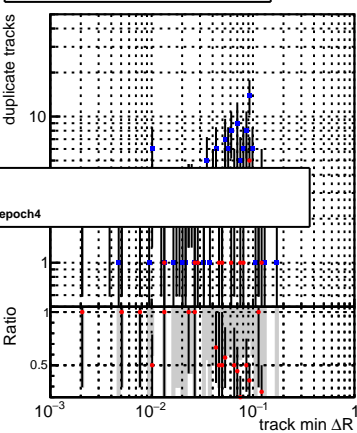 duplicate tracks
10
epoch4
1
Ratio
1
0.5
10−3
10−2
10−1
1
track min ΔR